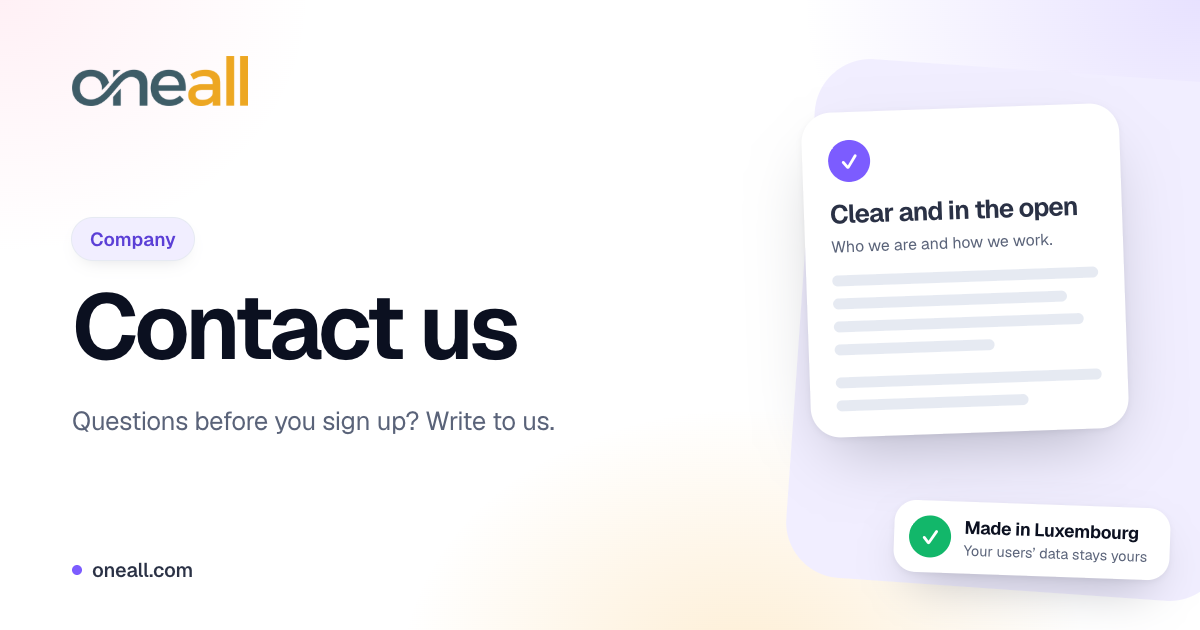 oneall
Company
Contact us
Questions before you sign up? Write to us.
oneall.com
Clear and in the open
Who we are and how we work.
Made in Luxembourg
Your users’ data stays yours